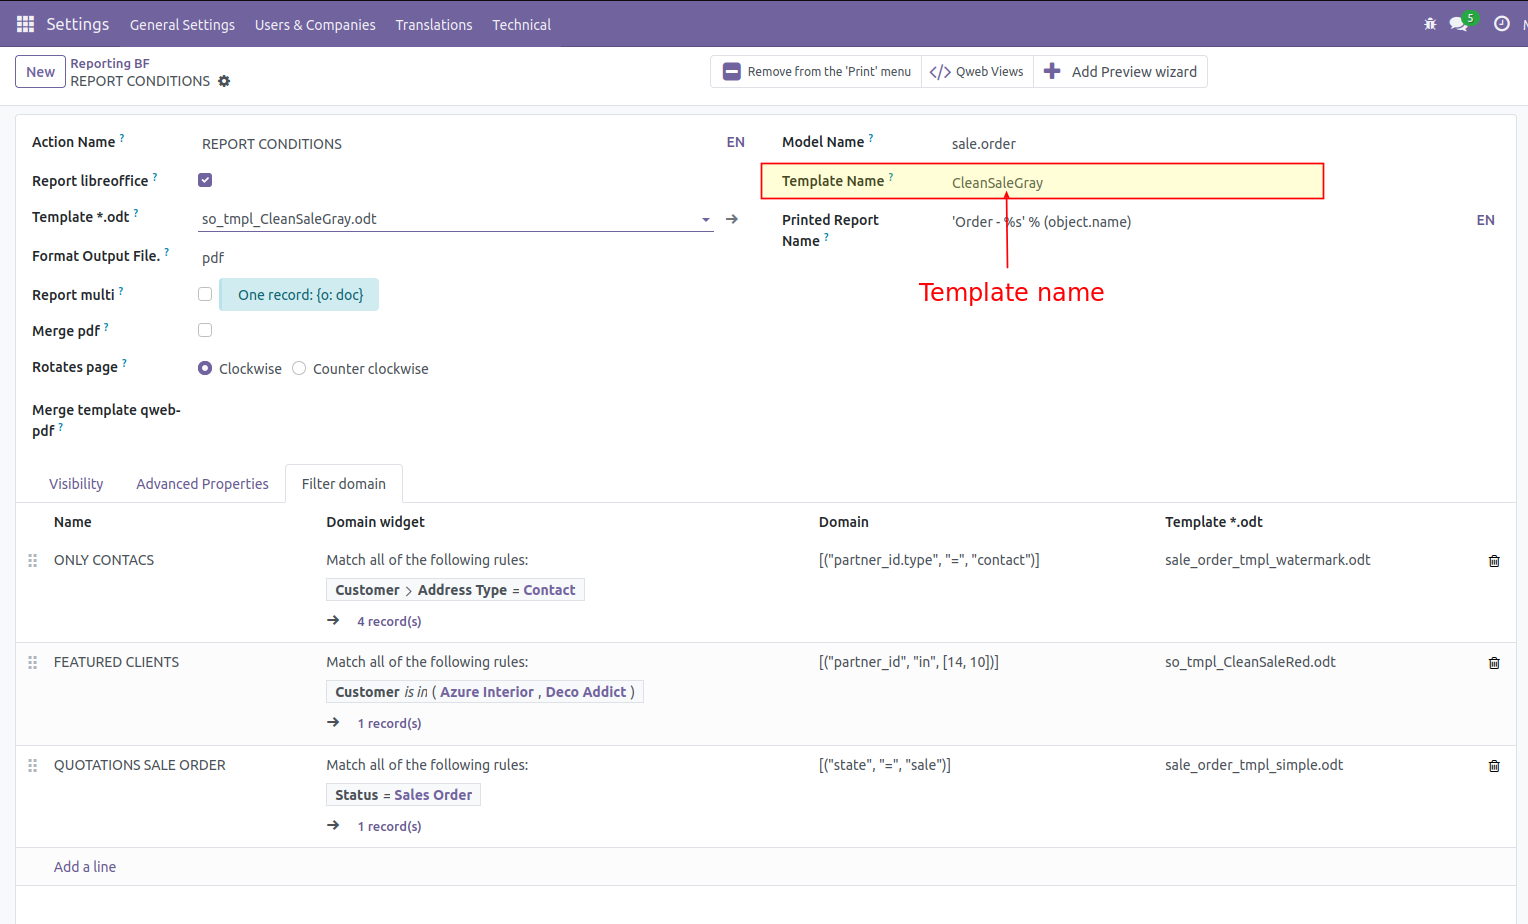 Settings General Settings Users & Companies Translations Technical 5
New Reporting BF
REPORT CONDITIONS
Remove from the 'Print' menu </> Qweb Views Add Preview wizard
Action Name ? REPORT CONDITIONS EN
Report libreoffice ?
Template *.odt ? so_tmpl_CleanSaleGray.odt
Format Output File. ? pdf
Report multi ? One record: {o: doc}
Merge pdf ?
Rotates page ? Clockwise Counter clockwise
Merge template qweb-
pdf ?
Model Name ? sale.order
Template Name ? CleanSaleGray
Printed Report
Name ? 'Order - %s' % (object.name) EN
Template name
Visibility Advanced Properties Filter domain
Name Domain widget Domain Template *.odt
ONLY CONTACS Match all of the following rules: [("partner_id.type", "=", "contact")] sale_order_tmpl_watermark.odt
Customer > Address Type = Contact
4 record(s)
FEATURED CLIENTS Match all of the following rules: [("partner_id", "in", [14, 10])] so_tmpl_CleanSaleRed.odt
Customer is in ( Azure Interior , Deco Addict )
1 record(s)
QUOTATIONS SALE ORDER Match all of the following rules: [("state", "=", "sale")] sale_order_tmpl_simple.odt
Status = Sales Order
1 record(s)
Add a line